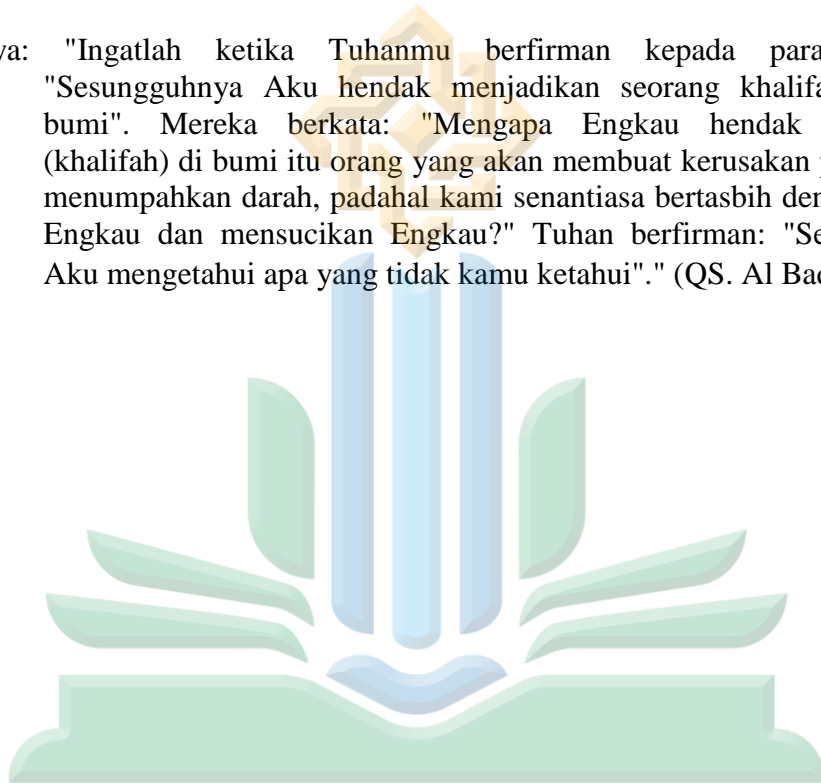 ya: "Ingatlah ketika Tuhanmu berfirman kepada para
"Sesungguhnya Aku hendak menjadikan seorang khalifa
bumi". Mereka berkata: "Mengapa Engkau hendak
(khalifah) di bumi itu orang yang akan membuat kerusakan
menumpahkan darah, padahal kami senantiasa bertasbih
Engkau dan mensucikan Engkau?" Tuhan berfirman: "Se
Aku mengetahui apa yang tidak kamu ketahui"." (QS. Al Ba